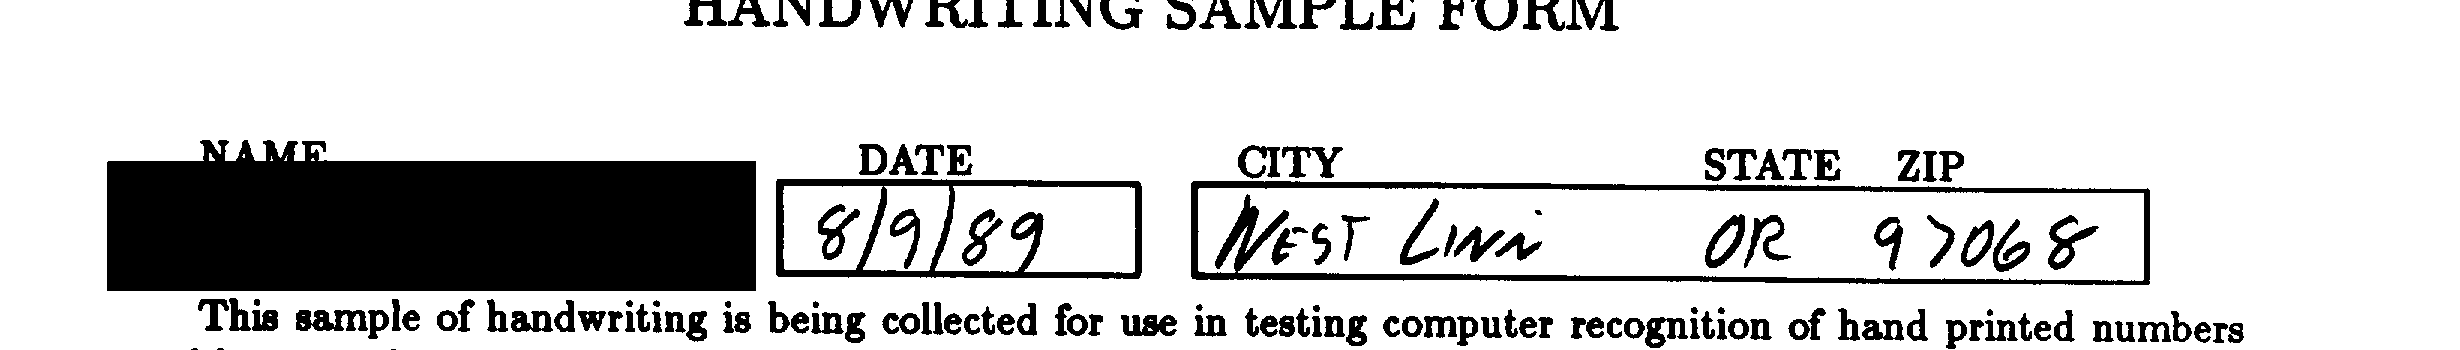 HANDWRITING SAMPLE FORM
NAME DATE CITY STATE ZIP
8/9/89 WEST LINN OR 97068
This sample of handwriting is being collected for use in testing computer recognition of hand printed numbers